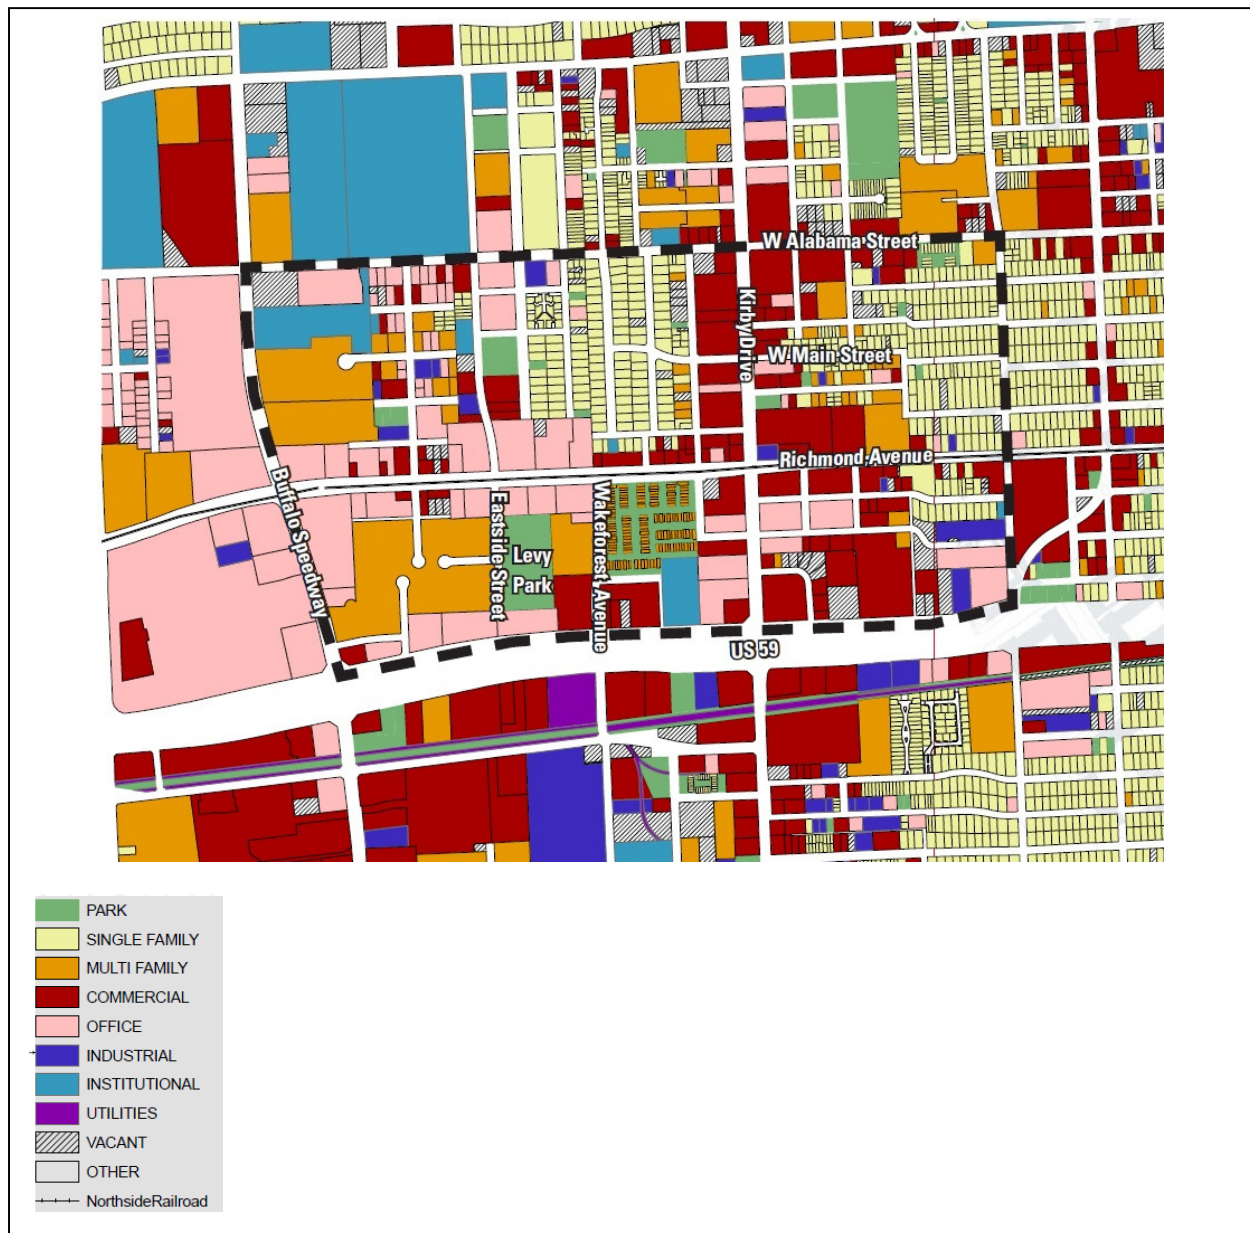 W Alabama Street
Kirby Drive
W Main Street
Richmond Avenue
Buffalo Speedway
Eastside Street
Levy
Park
Wakeforest Avenue
US 59
PARK
SINGLE FAMILY
MULTI FAMILY
COMMERCIAL
OFFICE
INDUSTRIAL
INSTITUTIONAL
UTILITIES
VACANT
OTHER
NorthsideRailroad